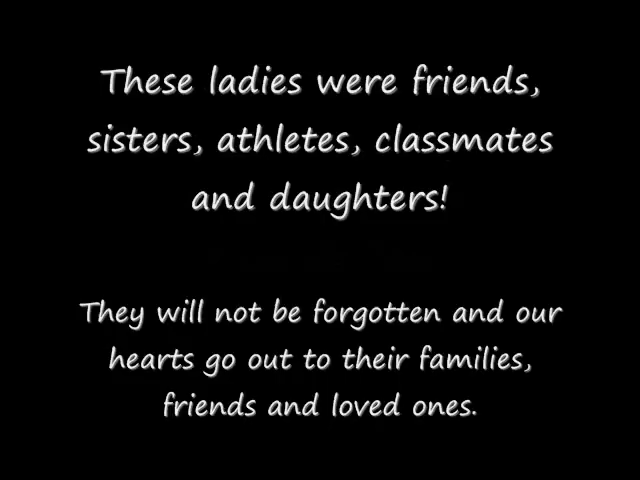 These ladies were friends,
sisters, athletes, classmates
and daughters!
They will not be forgotten and our
hearts go out to their families,
friends and loved ones.